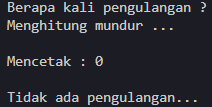 Berapa kali pengulangan ?
Menghitung mundur ...
Mencetak : 0
Tidak ada pengulangan...